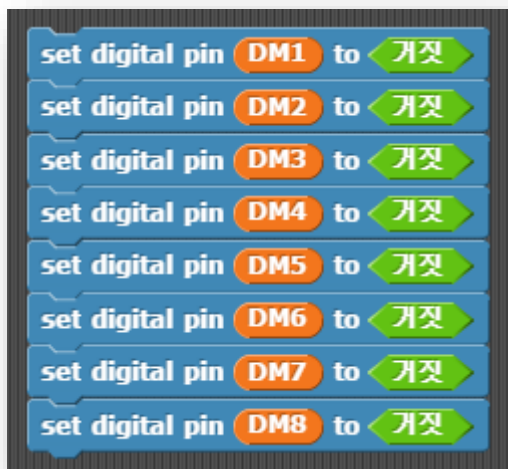 set digital pin DM1 to 거짓
set digital pin DM2 to 거짓
set digital pin DM3 to 거짓
set digital pin DM4 to 거짓
set digital pin DM5 to 거짓
set digital pin DM6 to 거짓
set digital pin DM7 to 거짓
set digital pin DM8 to 거짓